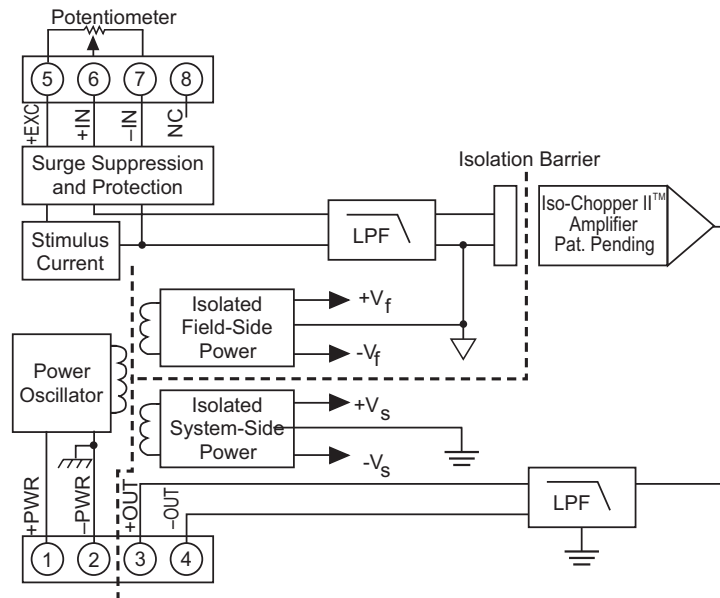 Potentiometer
5 6 7 8
+EXC
+IN
–IN
NC
Surge Suppression
and Protection
Isolation Barrier
Stimulus
Current
LPF
Iso-Chopper II™
Amplifier
Pat. Pending
Isolated
Field-Side
Power
+Vf
-Vf
Power
Oscillator
Isolated
System-Side
Power
+Vs
-Vs
+PWR
–PWR
+OUT
–OUT
LPF
1 2 3 4